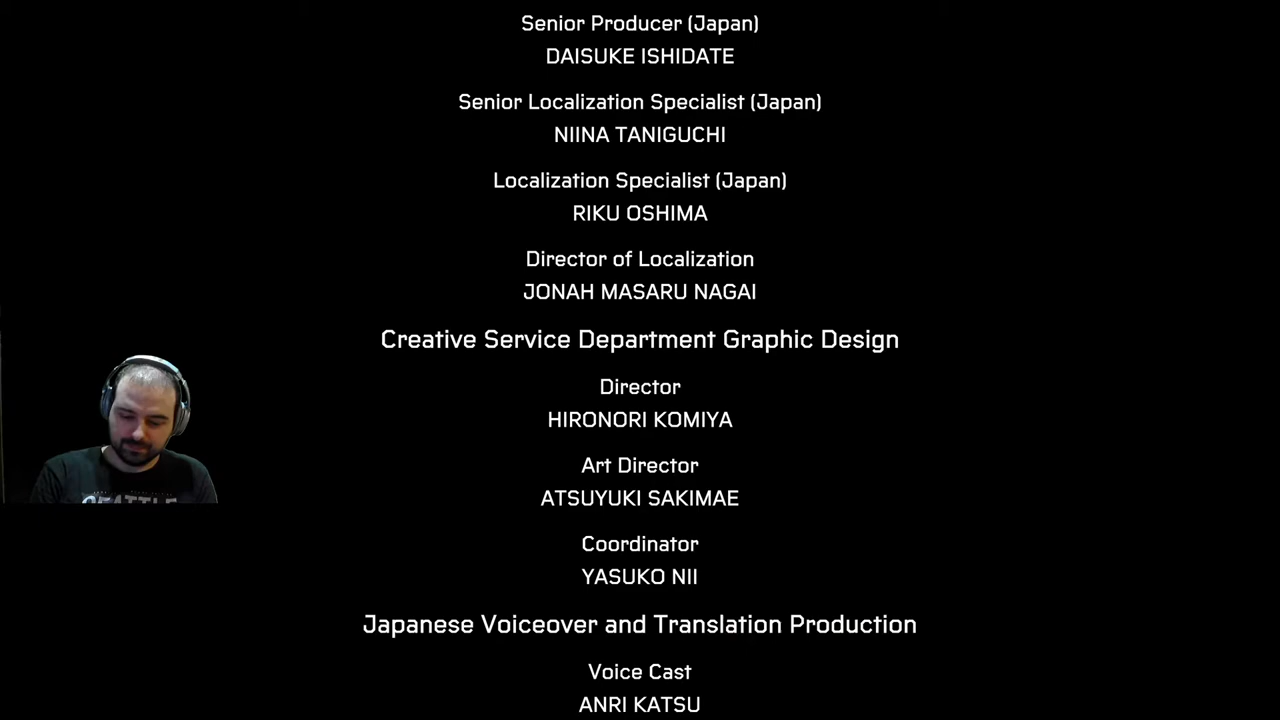 Senior Producer (Japan)
DAISUKE ISHIDATE
Senior Localization Specialist (Japan)
NIINA TANIGUCHI
Localization Specialist (Japan)
RIKU OSHIMA
Director of Localization
JONAH MASARU NAGAI
Creative Service Department Graphic Design
Director
HIRONORI KOMIYA
Art Director
ATSUYUKI SAKIMAE
Coordinator
YASUKO NII
SEATTLE
Japanese Voiceover and Translation Production
Voice Cast
ANRI KATSU